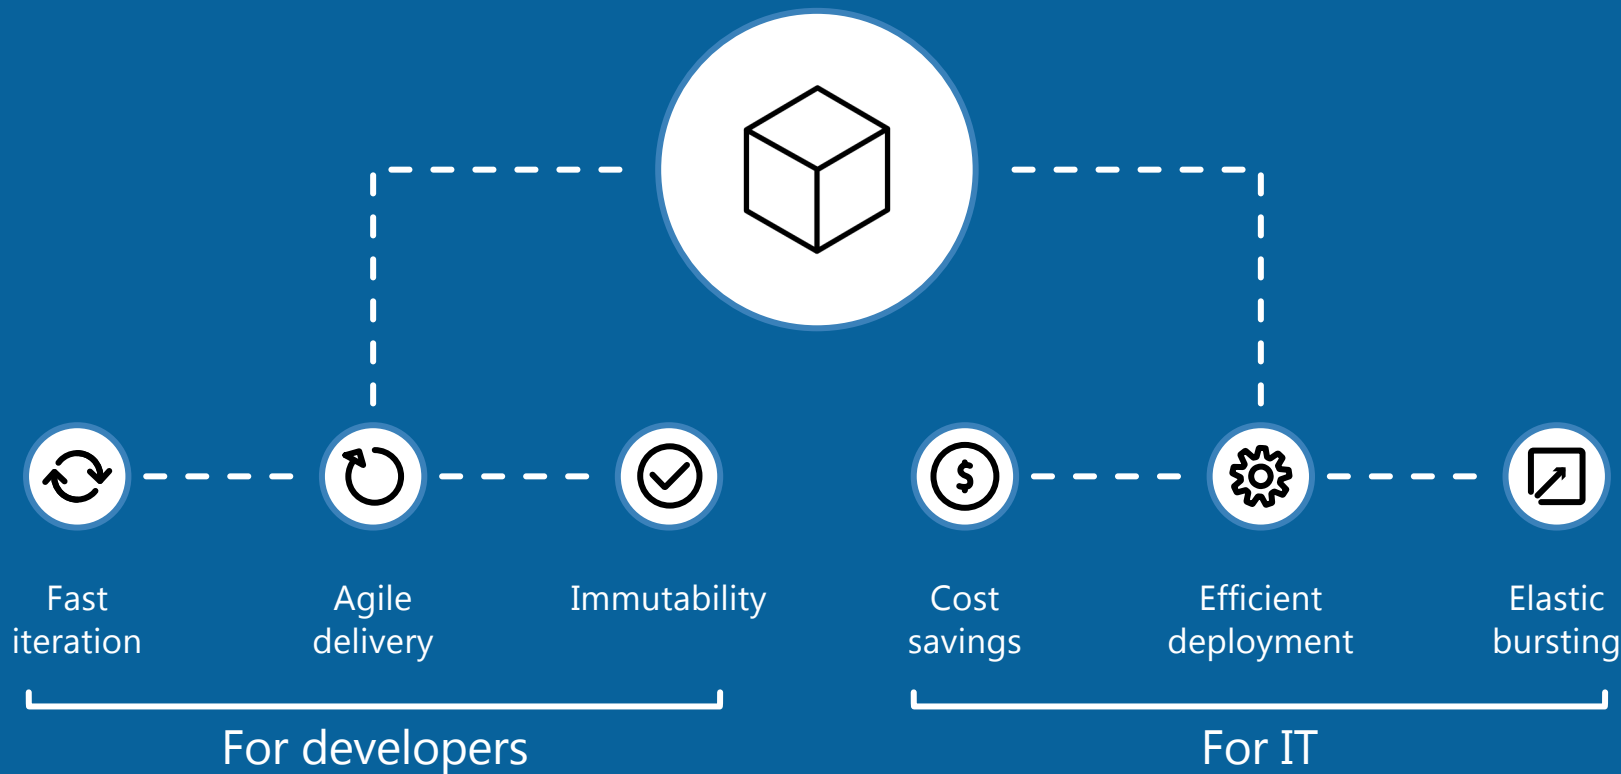 Fast
iteration
Agile
delivery
Immutability
Cost
savings
Efficient
deployment
Elastic
bursting
For developers
For IT